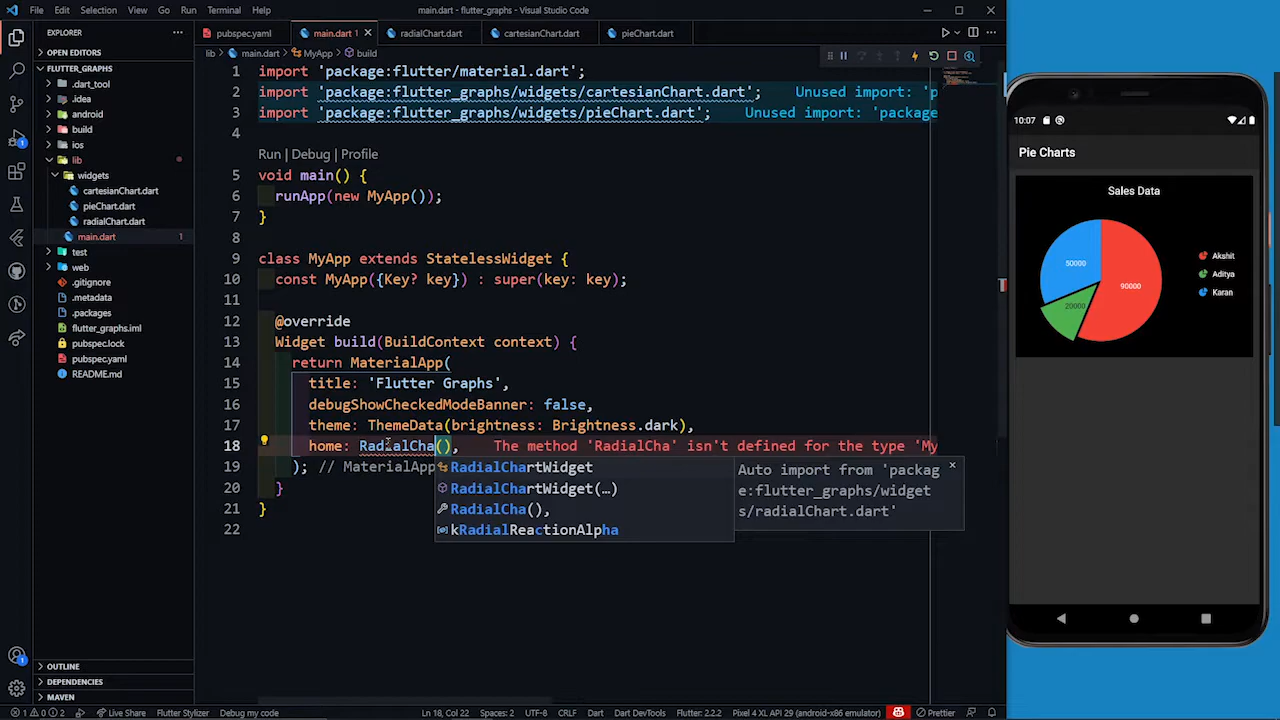 File Edit Selection View Go Run Terminal Help
main.dart - flutter_graphs - Visual Studio Code
EXPLORER
OPEN EDITORS
FLUTTER_GRAPHS
.dart_tool
.idea
android
build
ios
lib
widgets
cartesianChart.dart
pieChart.dart
radialChart.dart
main.dart 1
test
web
.gitignore
.metadata
.packages
flutter_graphs.iml
pubspec.lock
pubspec.yaml
README.md
OUTLINE
DEPENDENCIES
MAVEN
pubspec.yaml main.dart 1 radialChart.dart cartesianChart.dart pieChart.dart
lib > main.dart > MyApp > build
1 import 'package:flutter/material.dart';
2 import 'package:flutter_graphs/widgets/cartesianChart.dart'; Unused import: 'p
3 import 'package:flutter_graphs/widgets/pieChart.dart'; Unused import: 'package
4
Run | Debug | Profile
5 void main() {
6 runApp(new MyApp());
7 }
8
9 class MyApp extends StatelessWidget {
10 const MyApp({Key? key}) : super(key: key);
11
12 @override
13 Widget build(BuildContext context) {
14 return MaterialApp(
15 title: 'Flutter Graphs',
16 debugShowCheckedModeBanner: false,
17 theme: ThemeData(brightness: Brightness.dark),
18 home: RadialCha(), The method 'RadialCha' isn't defined for the type 'My
19 ); // MaterialApp
20 }
21 }
22
RadialChartWidget
RadialChartWidget(…)
RadialCha(),
kRadialReactionAlpha
Auto import from 'packag
e:flutter_graphs/widget
s/radialChart.dart'
10:07
Pie Charts
Sales Data
50000
90000
20000
Akshit
Aditya
Karan
1 0 2 Live Share Flutter Stylizer Debug my code Ln 18, Col 22 Spaces: 2 UTF-8 CRLF Dart Dart DevTools Flutter: 2.2.2 Pixel 4 XL API 29 (android-x86 emulator) Prettier